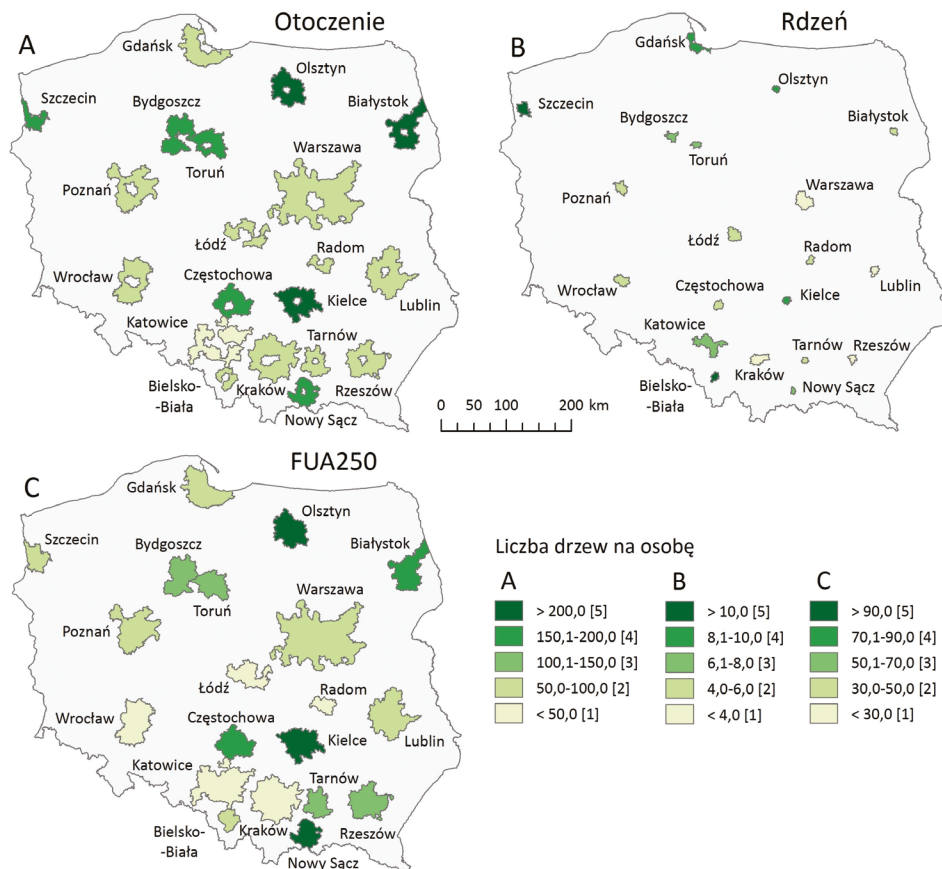 A
Otoczenie
Gdańsk
Olsztyn
Szczecin
Bydgoszcz
Białystok
Toruń
Warszawa
Poznań
Łódź
Radom
Wrocław
Częstochowa
Kielce
Lublin
Katowice
Tarnów
Bielsko-
-Biała
Kraków
Rzeszów
Nowy Sącz
B
Rdzeń
Gdańsk
Olsztyn
Szczecin
Bydgoszcz
Białystok
Toruń
Poznań
Warszawa
Łódź
Radom
Wrocław
Częstochowa
Kielce
Lublin
Katowice
Tarnów
Rzeszów
Bielsko-
-Biała
Kraków
Nowy Sącz
0 50 100 200 km
C
FUA250
Gdańsk
Olsztyn
Szczecin
Bydgoszcz
Białystok
Toruń
Warszawa
Poznań
Łódź
Radom
Wrocław
Częstochowa
Kielce
Lublin
Katowice
Tarnów
Bielsko-
-Biała
Kraków
Rzeszów
Nowy Sącz
Liczba drzew na osobę
A
> 200,0 [5]
150,1-200,0 [4]
100,1-150,0 [3]
50,0-100,0 [2]
< 50,0 [1]
B
> 10,0 [5]
8,1-10,0 [4]
6,1-8,0 [3]
4,0-6,0 [2]
< 4,0 [1]
C
> 90,0 [5]
70,1-90,0 [4]
50,1-70,0 [3]
30,0-50,0 [2]
< 30,0 [1]